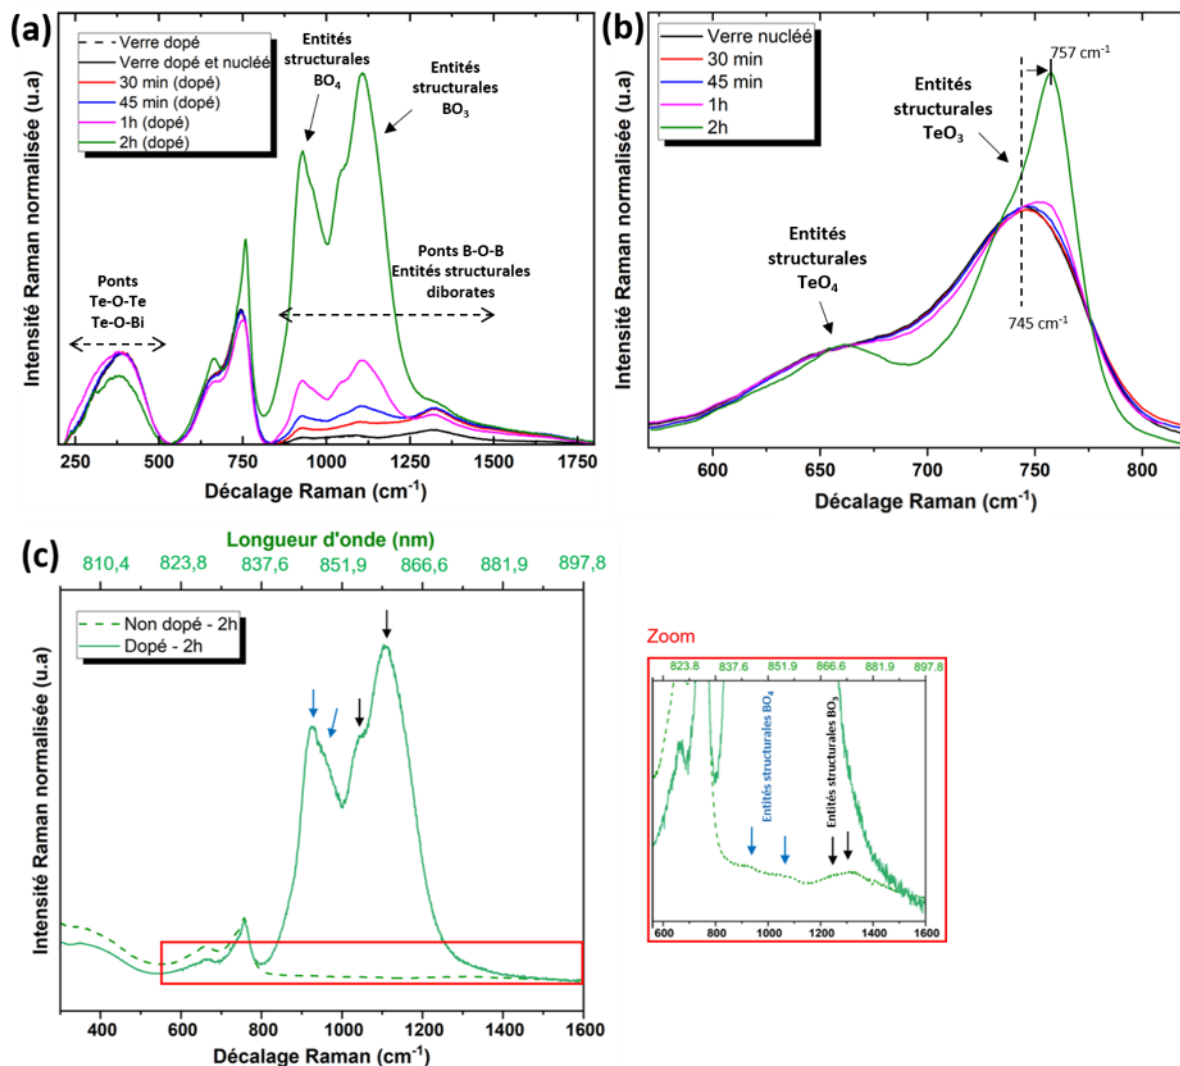 (a)
Intensité Raman normalisée (u.a)
Verre dopé
Verre dopé et nucléé
30 min (dopé)
45 min (dopé)
1h (dopé)
2h (dopé)
Entités
structurales
BO4
Entités
structurales
BO3
Ponts
Te-O-Te
Te-O-Bi
Ponts B-O-B
Entités structurales
diborates
250 500 750 1000 1250 1500 1750
Décalage Raman (cm-1)
(b)
Intensité Raman normalisée (u.a)
Verre nucléé
30 min
45 min
1h
2h
757 cm-1
Entités
structurales
TeO3
Entités
structurales
TeO4
745 cm-1
600 650 700 750 800
Décalage Raman (cm-1)
(c)
Longueur d'onde (nm)
810,4 823,8 837,6 851,9 866,6 881,9 897,8
Intensité Raman normalisée (u.a)
Non dopé - 2h
Dopé - 2h
400 600 800 1000 1200 1400 1600
Décalage Raman (cm-1)
Zoom
823.8 837.6 851.9 866.6 881.9 897.8
Entités structurales BO4
Entités structurales BO3
600 800 1000 1200 1400 1600